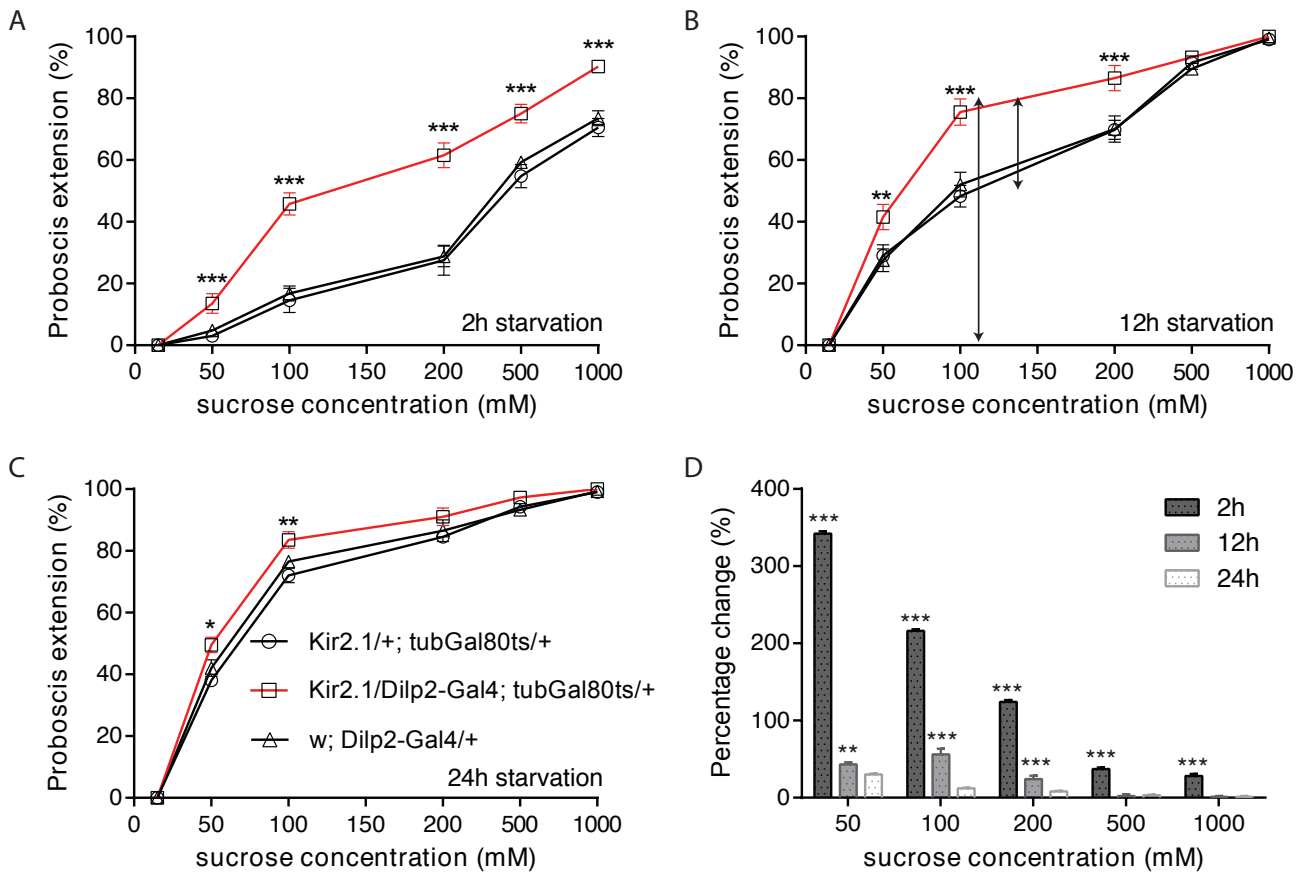 A
Proboscis extension (%)
100
80
60
40
20
0
***
***
***
***
***
2h starvation
0 50 100 150 200 500 1000
sucrose concentration (mM)
B
Proboscis extension (%)
100
80
60
40
20
0
**
***
***
12h starvation
0 50 100 150 200 500 1000
sucrose concentration (mM)
C
Proboscis extension (%)
100
80
60
40
20
0
*
**
Kir2.1/+; tubGal80ts/+
Kir2.1/Dilp2-Gal4; tubGal80ts/+
w; Dilp2-Gal4/+
24h starvation
0 50 100 150 200 500 1000
sucrose concentration (mM)
D
Percentage change (%)
400
300
200
100
0
2h
12h
24h
***
**
***
***
***
***
***
***
50 100 200 500 1000
sucrose concentration (mM)